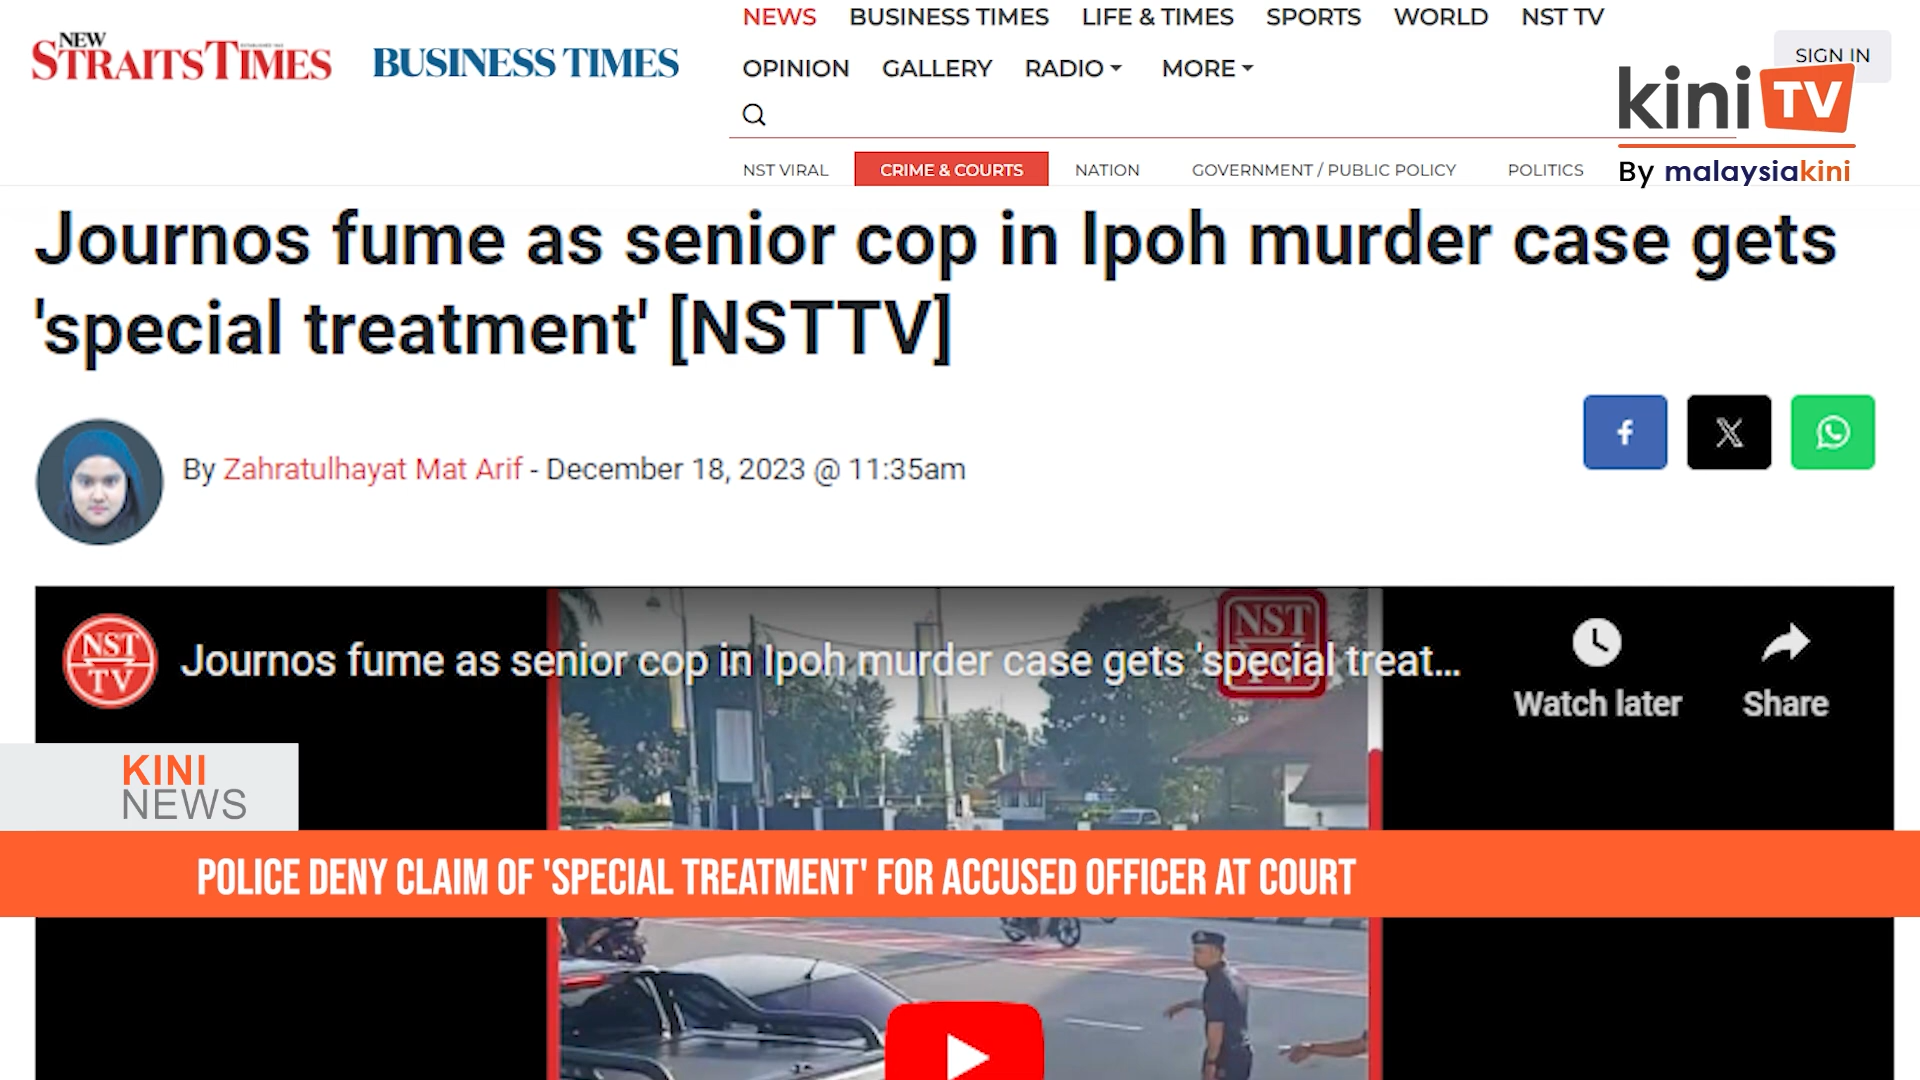 NEW
STRAITS TIMES
BUSINESS TIMES
NEWS BUSINESS TIMES LIFE & TIMES SPORTS WORLD NST TV
OPINION GALLERY RADIO MORE
SIGN IN
kini TV
By malaysiakini
NST VIRAL CRIME & COURTS NATION GOVERNMENT / PUBLIC POLICY POLITICS
Journos fume as senior cop in Ipoh murder case gets
'special treatment' [NSTTV]
By Zahratulhayat Mat Arif - December 18, 2023 @ 11:35am
f X
NST
TV
Journos fume as senior cop in Ipoh murder case gets 'special treat...
NST
TV
Watch later
Share
KINI
NEWS
POLICE DENY CLAIM OF 'SPECIAL TREATMENT' FOR ACCUSED OFFICER AT COURT